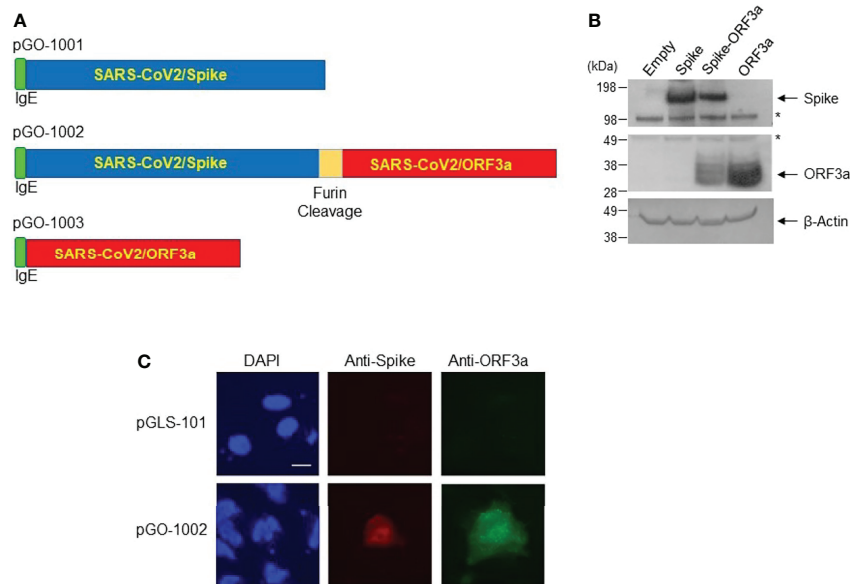 A
pGO-1001
SARS-CoV2/Spike
IgE
pGO-1002
SARS-CoV2/Spike
SARS-CoV2/ORF3a
IgE
Furin
Cleavage
pGO-1003
SARS-CoV2/ORF3a
IgE
B
(kDa)
Empty
Spike
Spike-ORF3a
ORF3a
198
Spike
98
*
49
*
38
ORF3a
28
49
β-Actin
38
C
DAPI
Anti-Spike
Anti-ORF3a
pGLS-101
pGO-1002